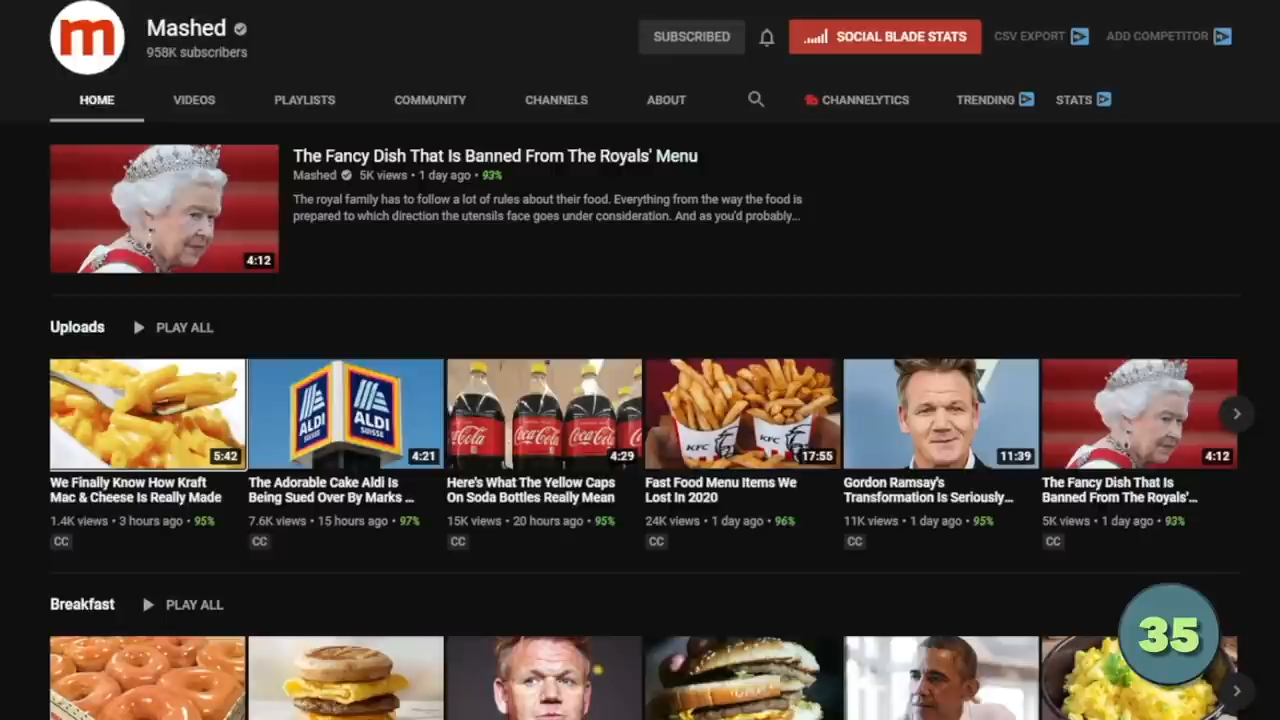 m
Mashed
958K subscribers
SUBSCRIBED
SOCIAL BLADE STATS
CSV EXPORT
ADD COMPETITOR
HOME
VIDEOS
PLAYLISTS
COMMUNITY
CHANNELS
ABOUT
CHANNELYTICS
TRENDING
STATS
4:12
The Fancy Dish That Is Banned From The Royals' Menu
Mashed 5K views • 1 day ago • 93%
The royal family has to follow a lot of rules about their food. Everything from the way the food is
prepared to which direction the utensils face goes under consideration. And as you'd probably...
Uploads
PLAY ALL
5:42
We Finally Know How Kraft
Mac & Cheese Is Really Made
1.4K views • 3 hours ago • 95%
CC
ALDI
SUISSE
ALDI
SUISSE
4:21
The Adorable Cake Aldi Is
Being Sued Over By Marks ...
7.6K views • 15 hours ago • 97%
CC
Coca-Cola
4:29
Here's What The Yellow Caps
On Soda Bottles Really Mean
15K views • 20 hours ago • 95%
CC
KFC
KFC
17:55
Fast Food Menu Items We
Lost In 2020
24K views • 1 day ago • 96%
CC
11:39
Gordon Ramsay's
Transformation Is Seriously...
11K views • 1 day ago • 95%
CC
4:12
The Fancy Dish That Is
Banned From The Royals'...
5K views • 1 day ago • 93%
CC
Breakfast
PLAY ALL
35